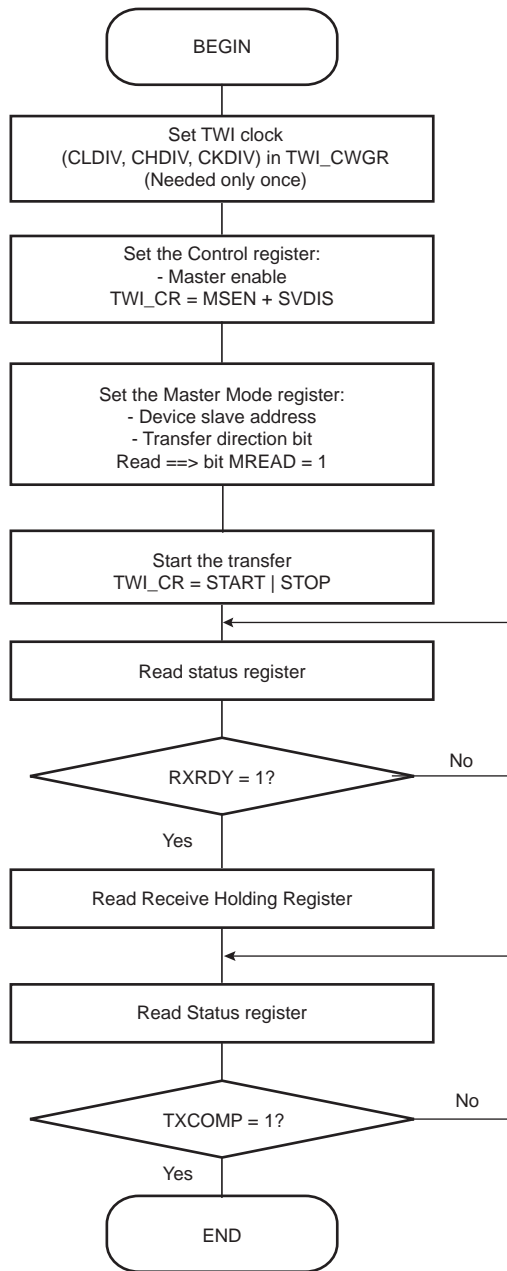 BEGIN
Set TWI clock
(CLDIV, CHDIV, CKDIV) in TWI_CWGR
(Needed only once)
Set the Control register:
- Master enable
TWI_CR = MSEN + SVDIS
Set the Master Mode register:
- Device slave address
- Transfer direction bit
Read ==> bit MREAD = 1
Start the transfer
TWI_CR = START | STOP
Read status register
RXRDY = 1?
No
Yes
Read Receive Holding Register
Read Status register
TXCOMP = 1?
No
Yes
END